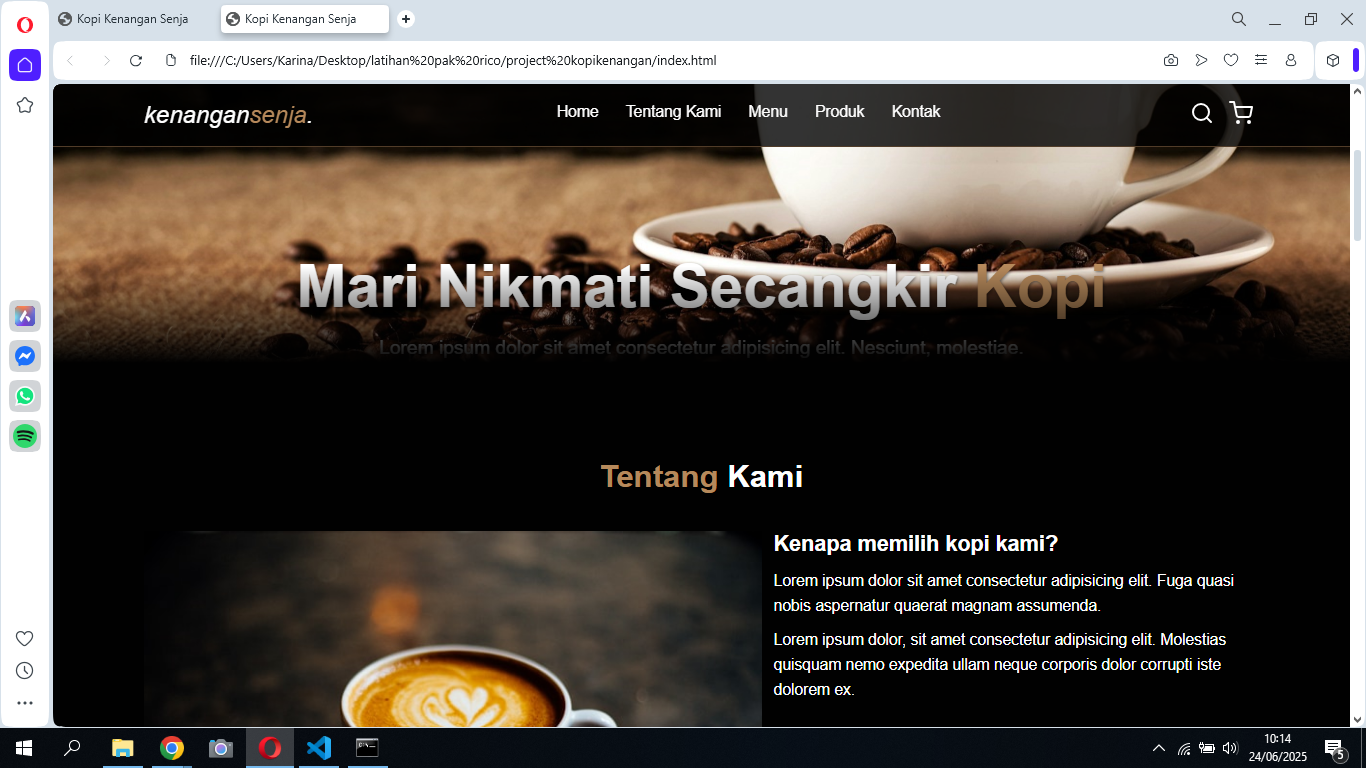 Kopi Kenangan Senja
Kopi Kenangan Senja
file:///C:/Users/Karina/Desktop/latihan%20pak%20rico/project%20kopikenangan/index.html
kenangansenja.
Home Tentang Kami Menu Produk Kontak
Mari Nikmati Secangkir Kopi
Lorem ipsum dolor sit amet consectetur adipisicing elit. Nesciunt, molestiae.
Tentang Kami
Kenapa memilih kopi kami?
Lorem ipsum dolor sit amet consectetur adipisicing elit. Fuga quasi
nobis aspernatur quaerat magnam assumenda.
Lorem ipsum dolor, sit amet consectetur adipisicing elit. Molestias
quisquam nemo expedita ullam neque corporis dolor corrupti iste
dolorem ex.
10:14
24/06/2025
5